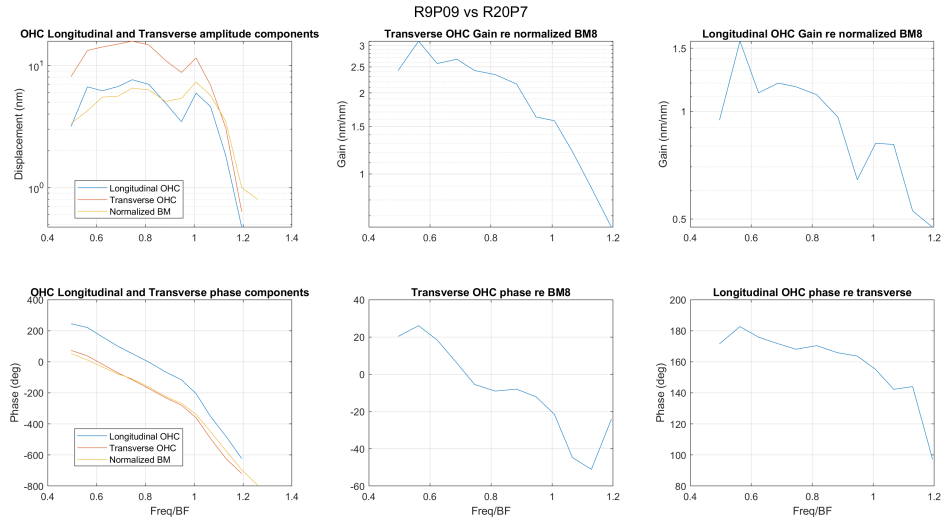 R9P09 vs R20P7
OHC Longitudinal and Transverse amplitude components
Displacement (nm)
10^1
10^0
Longitudinal OHC
Transverse OHC
Normalized BM
0.4 0.6 0.8 1 1.2 1.4
Transverse OHC Gain re normalized BM8
Gain (nm/nm)
3
2.5
2
1.5
1
0.4 0.6 0.8 1 1.2
Longitudinal OHC Gain re normalized BM8
Gain (nm/nm)
1.5
1
0.5
0.4 0.6 0.8 1 1.2
OHC Longitudinal and Transverse phase components
Phase (deg)
400
200
0
-200
-400
-600
-800
Longitudinal OHC
Transverse OHC
Normalized BM
0.4 0.6 0.8 1 1.2 1.4
Freq/BF
Transverse OHC phase re BM8
Phase (deg)
40
20
0
-20
-40
-60
0.4 0.6 0.8 1 1.2
Freq/BF
Longitudinal OHC phase re transverse
Phase (deg)
200
180
160
140
120
100
80
0.4 0.6 0.8 1 1.2
Freq/BF